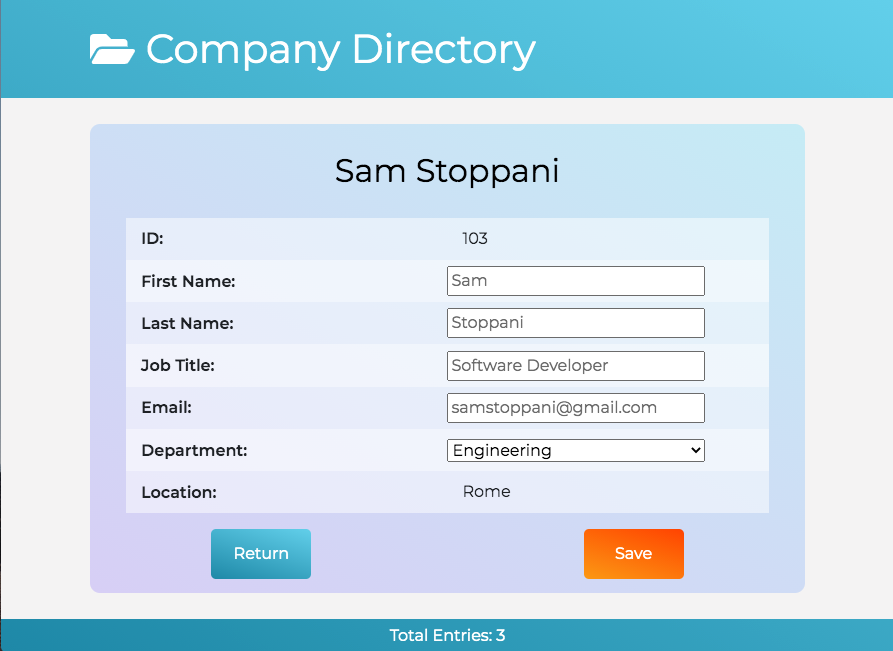 Company Directory
Sam Stoppani
ID: 103
First Name: Sam
Last Name: Stoppani
Job Title: Software Developer
Email: samstoppani@gmail.com
Department: Engineering
Location: Rome
Return Save
Total Entries: 3